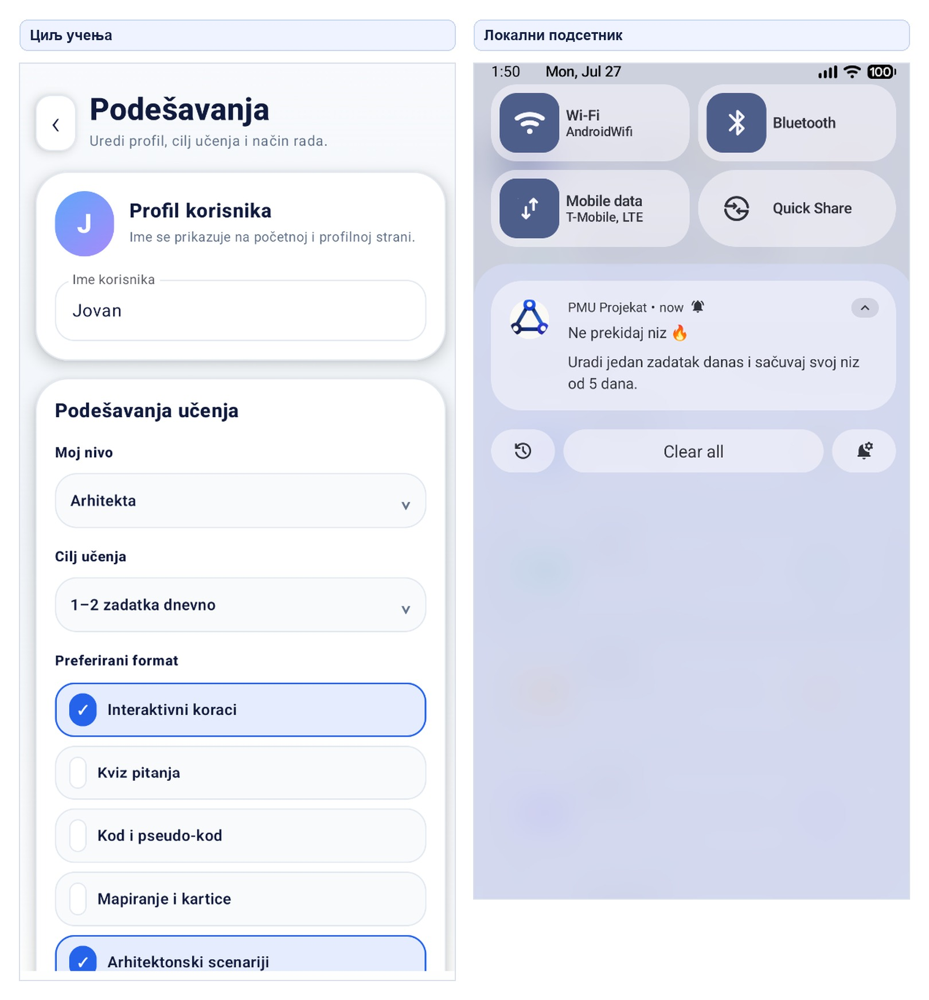 Циљ учења
Podešavanja
Uredi profil, cilj učenja i način rada.
J
Profil korisnika
Ime se prikazuje na početnoj i profilnoj strani.
Ime korisnika
Jovan
Podešavanja učenja
Moj nivo
Arhitekta
Cilj učenja
1–2 zadatka dnevno
Preferirani format
Interaktivni koraci
Kviz pitanja
Kod i pseudo-kod
Mapiranje i kartice
Arhitektonski scenariji
Локални подсетник
1:50 Mon, Jul 27 100
Wi-Fi
AndroidWifi
Bluetooth
Mobile data
T-Mobile, LTE
Quick Share
PMU Projekat • now
Ne prekidaj niz 🔥
Uradi jedan zadatak danas i sačuvaj svoj niz
od 5 dana.
Clear all